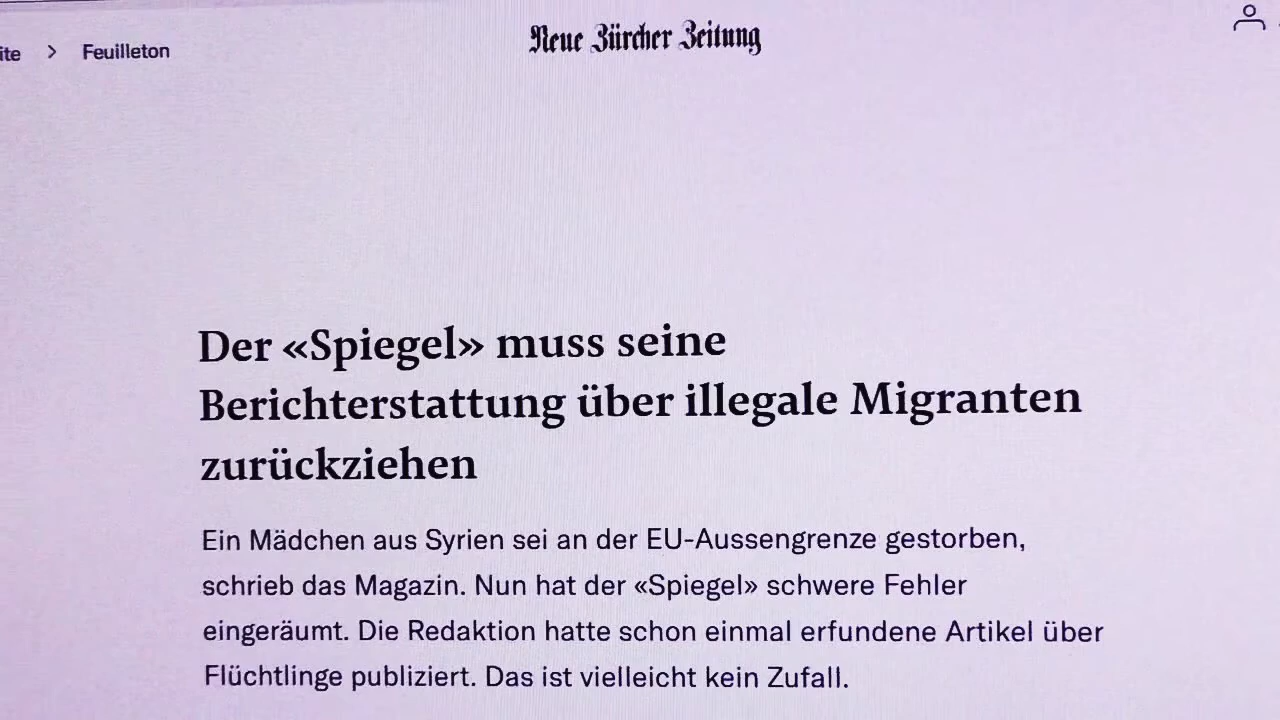 ite > Feuilleton
Neue Zürcher Zeitung
Der «Spiegel» muss seine
Berichterstattung über illegale Migranten
zurückziehen
Ein Mädchen aus Syrien sei an der EU-Aussengrenze gestorben,
schrieb das Magazin. Nun hat der «Spiegel» schwere Fehler
eingeräumt. Die Redaktion hatte schon einmal erfundene Artikel über
Flüchtlinge publiziert. Das ist vielleicht kein Zufall.